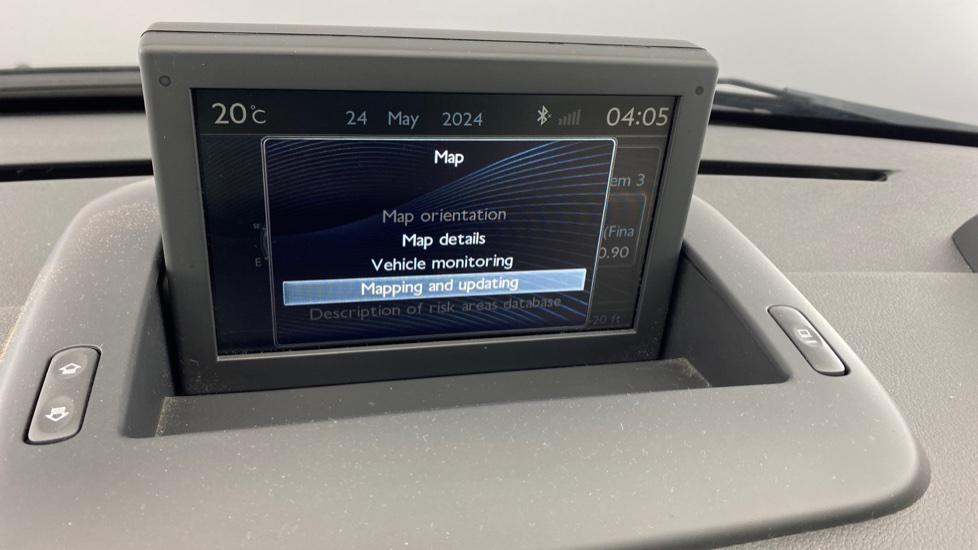 20°C 24 May 2024 04:05
Map
em 3
Map orientation
Map details
(Fina
Vehicle monitoring
0.90
Mapping and updating
E
Description of risk areas database
-20 ft